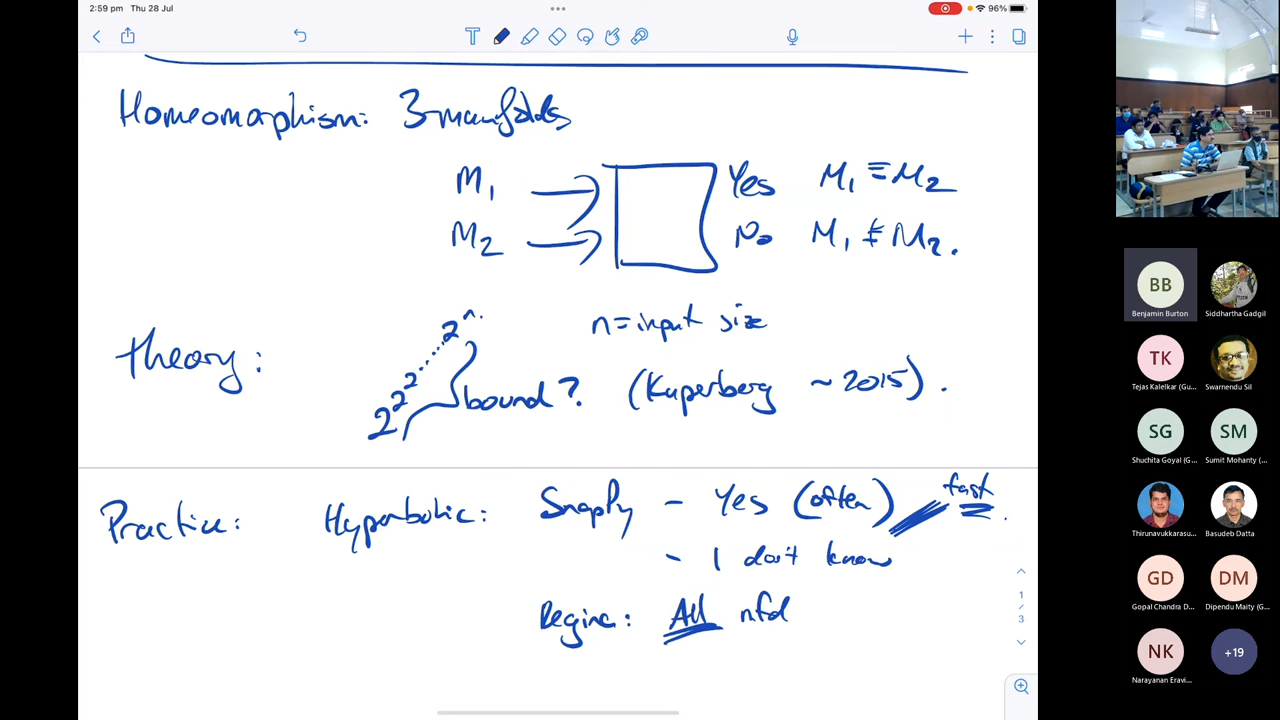 2:59 pm Thu 28 Jul
96%
T
Homeomorphism: 3-manifolds
M1
M2
Yes M1 ≡ M2
No M1 ≢ M2.
Theory:
2^2^2^...^2^n.
n = input size
bound? (Kuperberg ~2015).
Practice: Hyperbolic: Snappy - Yes (often) fast.
- I don't know
Regina: All mfd
1 / 3
BB
Benjamin Burton
Siddhartha Gadgil
TK
Tejas Kalelkar (Gu...
Swarnendu Sil
SG
Shuchita Goyal (G...
SM
Sumit Mohanty (...
Thirunavukkarasu...
Basudeb Datta
GD
Gopal Chandra D...
DM
Dipendu Maity (G...
NK
Narayanan Eravi...
+19